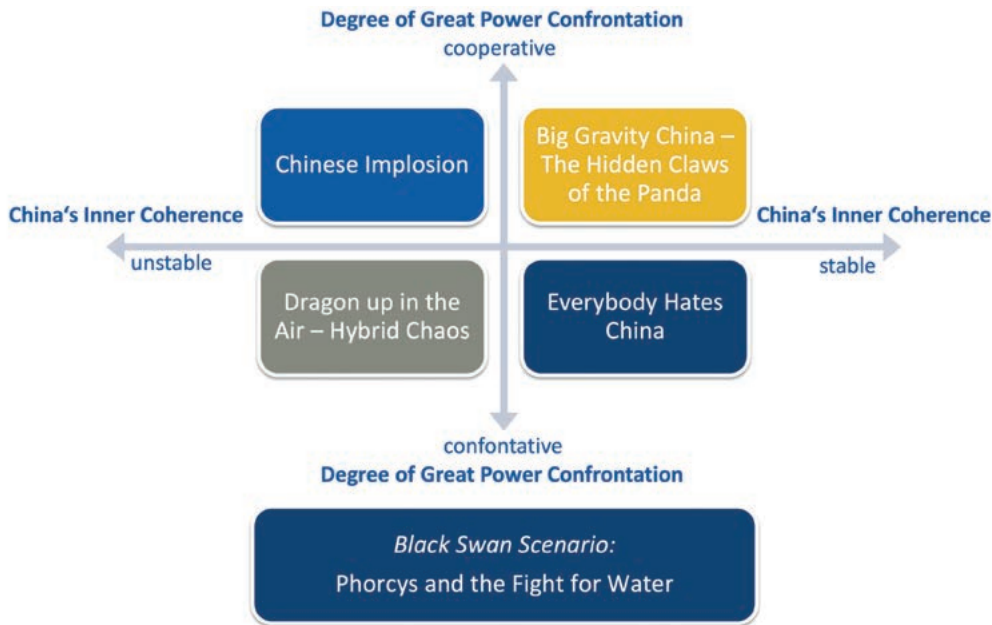 Degree of Great Power Confrontation
cooperative
Chinese Implosion
Big Gravity China –
The Hidden Claws
of the Panda
China‘s Inner Coherence
unstable
China‘s Inner Coherence
stable
Dragon up in the
Air – Hybrid Chaos
Everybody Hates
China
confontative
Degree of Great Power Confrontation
Black Swan Scenario:
Phorcys and the Fight for Water